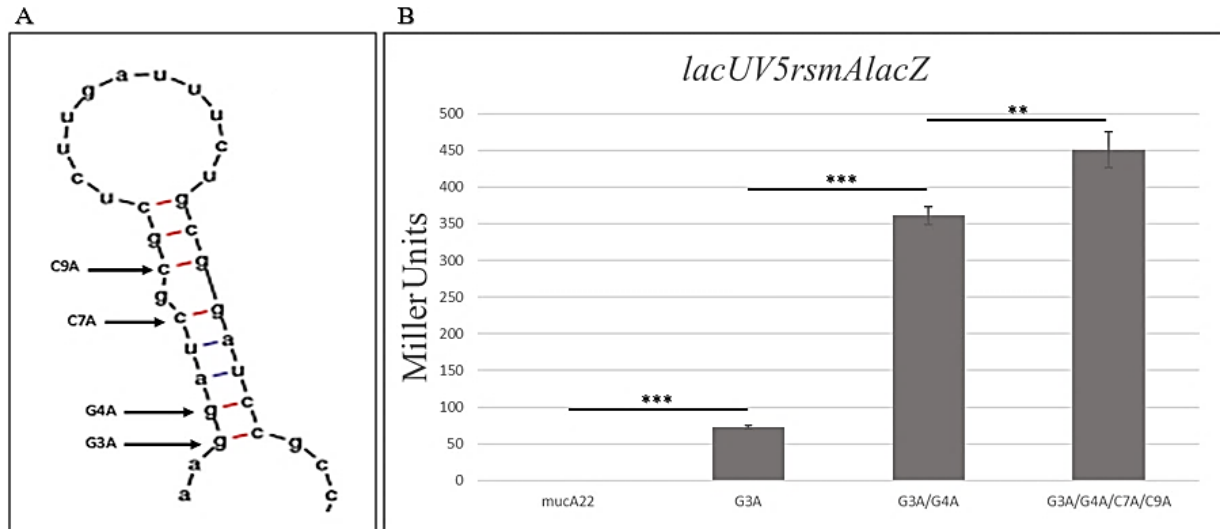 A
B
a
u
g
u
u
u
u
c
c
u
u
c
g
g
c
c
g
g
c
g
u
a
a
u
g
c
g
c
a
g
c
a
c
C9A
C7A
G4A
G3A
lacUV5rsmAlacZ
Miller Units
500
450
400
350
300
250
200
150
100
50
0
***
***
**
mucA22
G3A
G3A/G4A
G3A/G4A/C7A/C9A